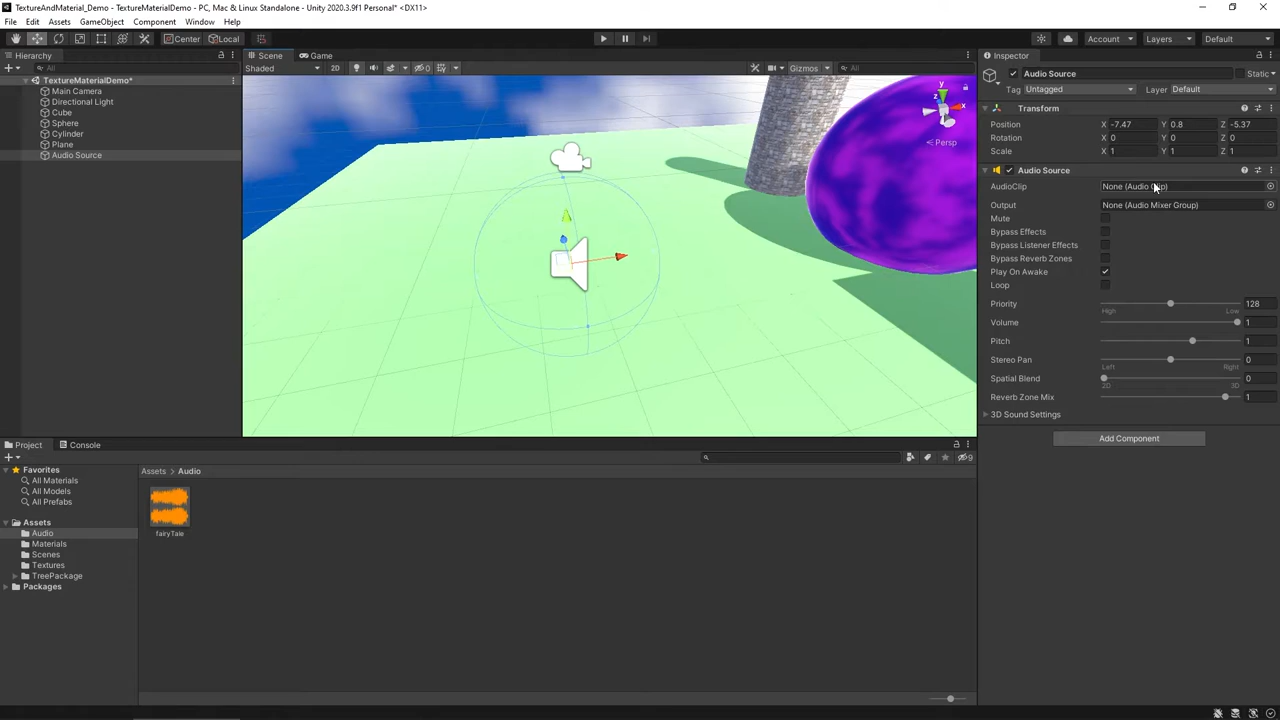 TextureAndMaterial_Demo - TextureMaterialDemo - PC, Mac & Linux Standalone - Unity 2020.3.9f1 Personal* <DX11>
File Edit Assets GameObject Component Window Help
Center Local Account Layers Default
Hierarchy
All
TextureMaterialDemo*
Main Camera
Directional Light
Cube
Sphere
Cylinder
Plane
Audio Source
Scene Game
Shaded 2D 0 Gizmos All
y
z
x
Persp
Inspector
Audio Source Static
Tag Untagged Layer Default
Transform
Position X -7.47 Y 0.8 Z -5.37
Rotation X 0 Y 0 Z 0
Scale X 1 Y 1 Z 1
Audio Source
AudioClip None (Audio Clip)
Output None (Audio Mixer Group)
Mute
Bypass Effects
Bypass Listener Effects
Bypass Reverb Zones
Play On Awake
Loop
Priority 128
High Low
Volume 1
Pitch 1
Stereo Pan 0
Left Right
Spatial Blend 0
2D 3D
Reverb Zone Mix 1
3D Sound Settings
Add Component
Project Console
9
Favorites
All Materials
All Models
All Prefabs
Assets
Audio
Materials
Scenes
Textures
TreePackage
Packages
Assets > Audio
fairyTale